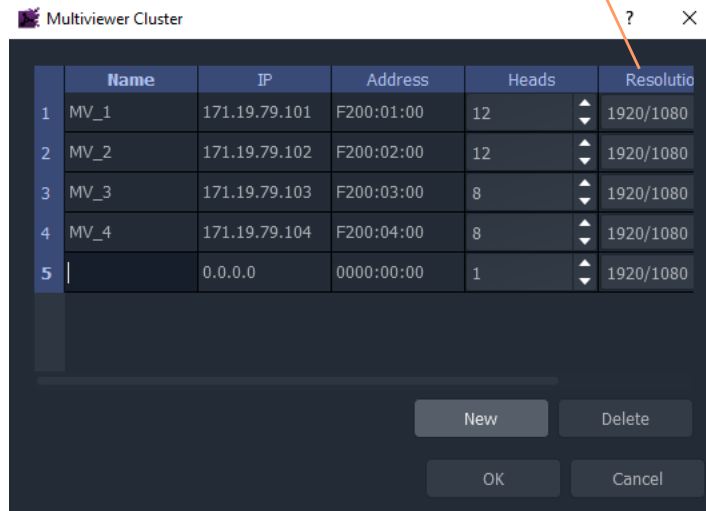 Multiviewer Cluster ? ×
Name IP Address Heads Resolutio
1 MV_1 171.19.79.101 F200:01:00 12 1920/1080
2 MV_2 171.19.79.102 F200:02:00 12 1920/1080
3 MV_3 171.19.79.103 F200:03:00 8 1920/1080
4 MV_4 171.19.79.104 F200:04:00 8 1920/1080
5 0.0.0.0 0000:00:00 1 1920/1080
New Delete
OK Cancel